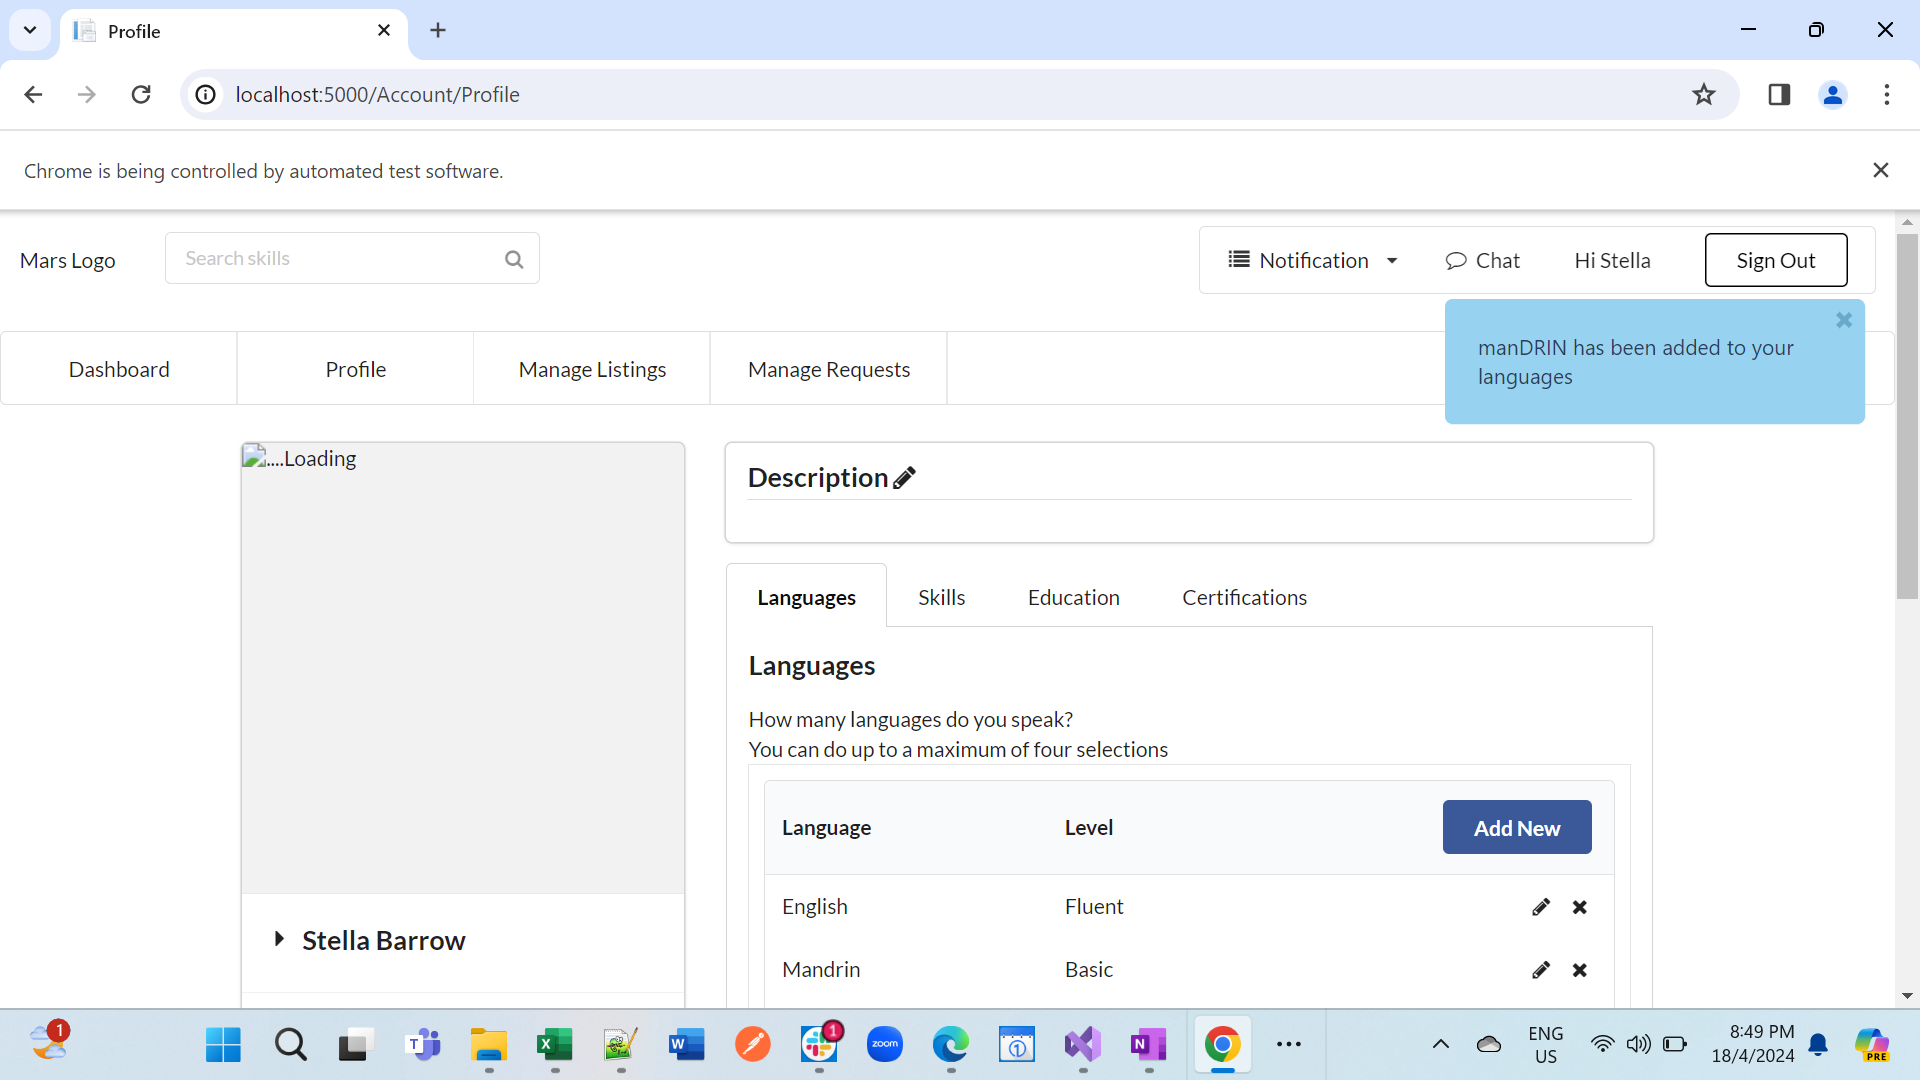 Profile
localhost:5000/Account/Profile
Chrome is being controlled by automated test software.
Mars Logo
Search skills
Notification
Chat
Hi Stella
Sign Out
manDRIN has been added to your
languages
Dashboard
Profile
Manage Listings
Manage Requests
....Loading
Description
Languages
Skills
Education
Certifications
Languages
How many languages do you speak?
You can do up to a maximum of four selections
Language
Level
Add New
English
Fluent
Mandrin
Basic
Stella Barrow
1
T
X
W
1
zoom
1
N
ENG
US
8:49 PM
18/4/2024
PRE